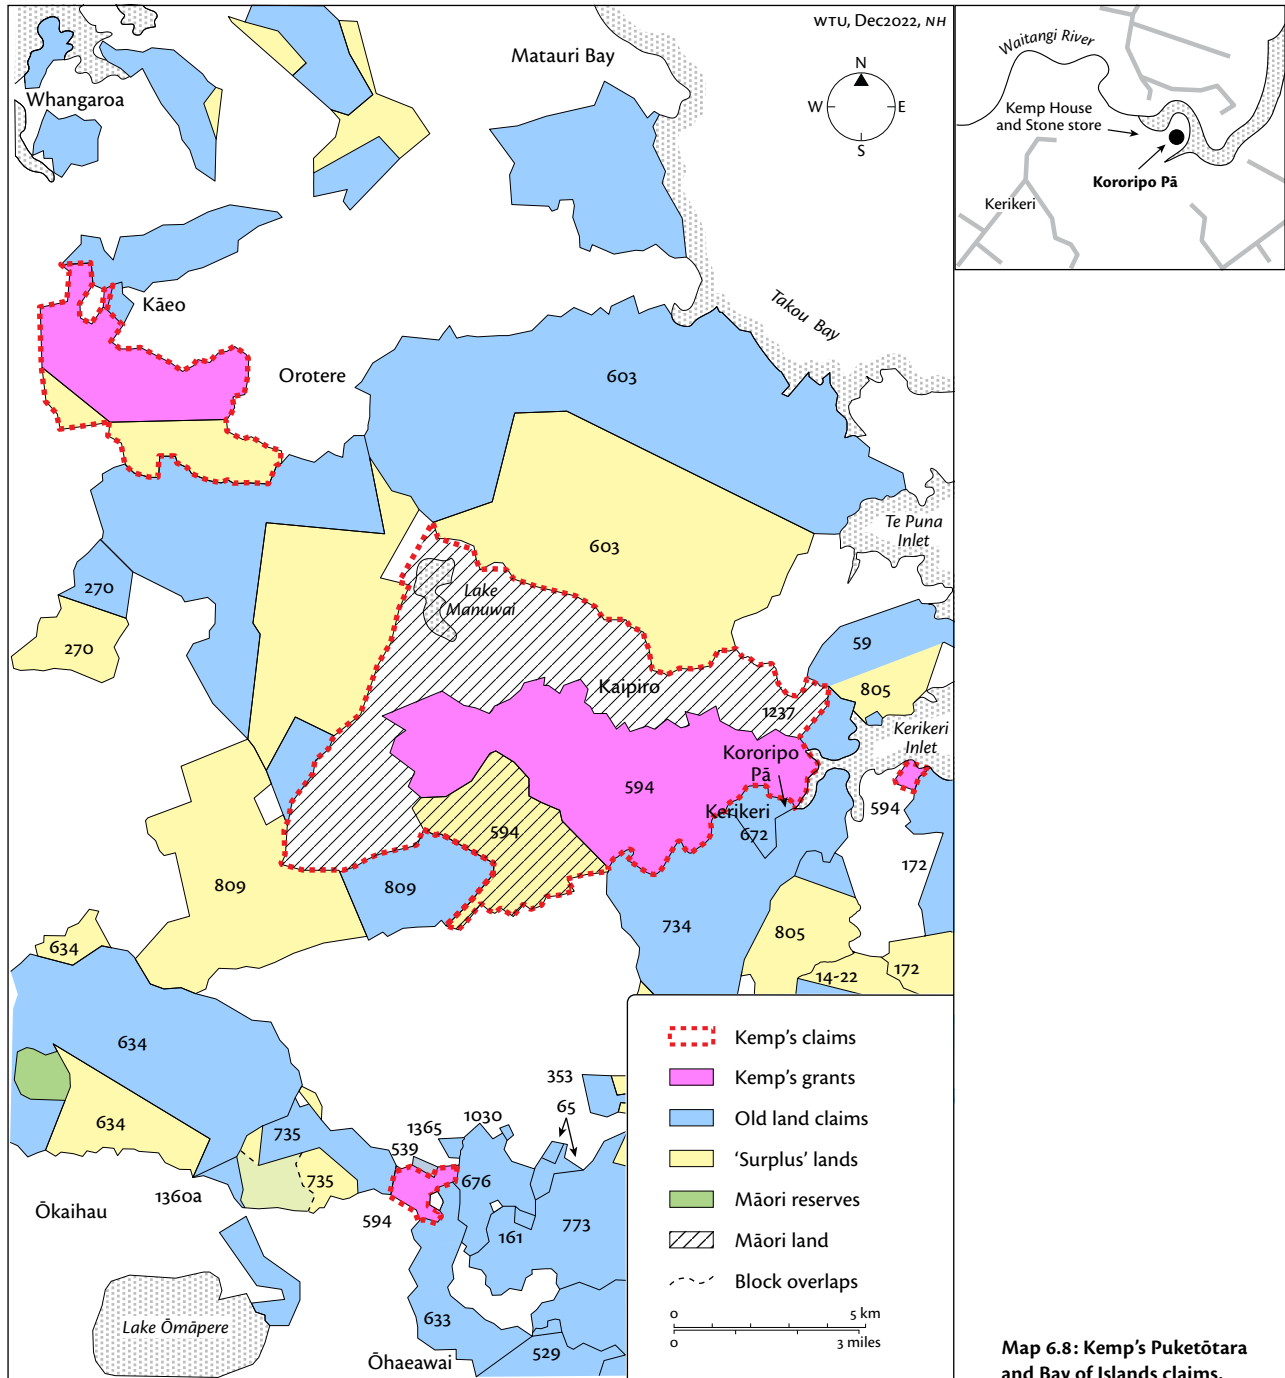 WTU, Dec2022, NH
Matauri Bay
Whangaroa
N
W
E
S
Waitangi River
Kemp House
and Stone store
Kororipo Pā
Kerikeri
Takou Bay
Kāeo
Orotere
603
Te Puna
Inlet
603
270
Lake
Manuwai
270
59
Kaipiro
805
1237
Kerikeri
Inlet
Kororipo
Pā
594
594
Kerikeri
672
594
172
809
809
734
805
634
14-22
172
634
634
353
65
1030
1365
539
735
676
735
1360a
594
Ōkaihau
161
773
Lake Ōmāpere
633
Ōhaeawai
529
Kemp's claims
Kemp's grants
Old land claims
'Surplus' lands
Māori reserves
Māori land
Block overlaps
0
5 km
0
3 miles
Map 6.8: Kemp's Puketōtara
and Bay of Islands claims.